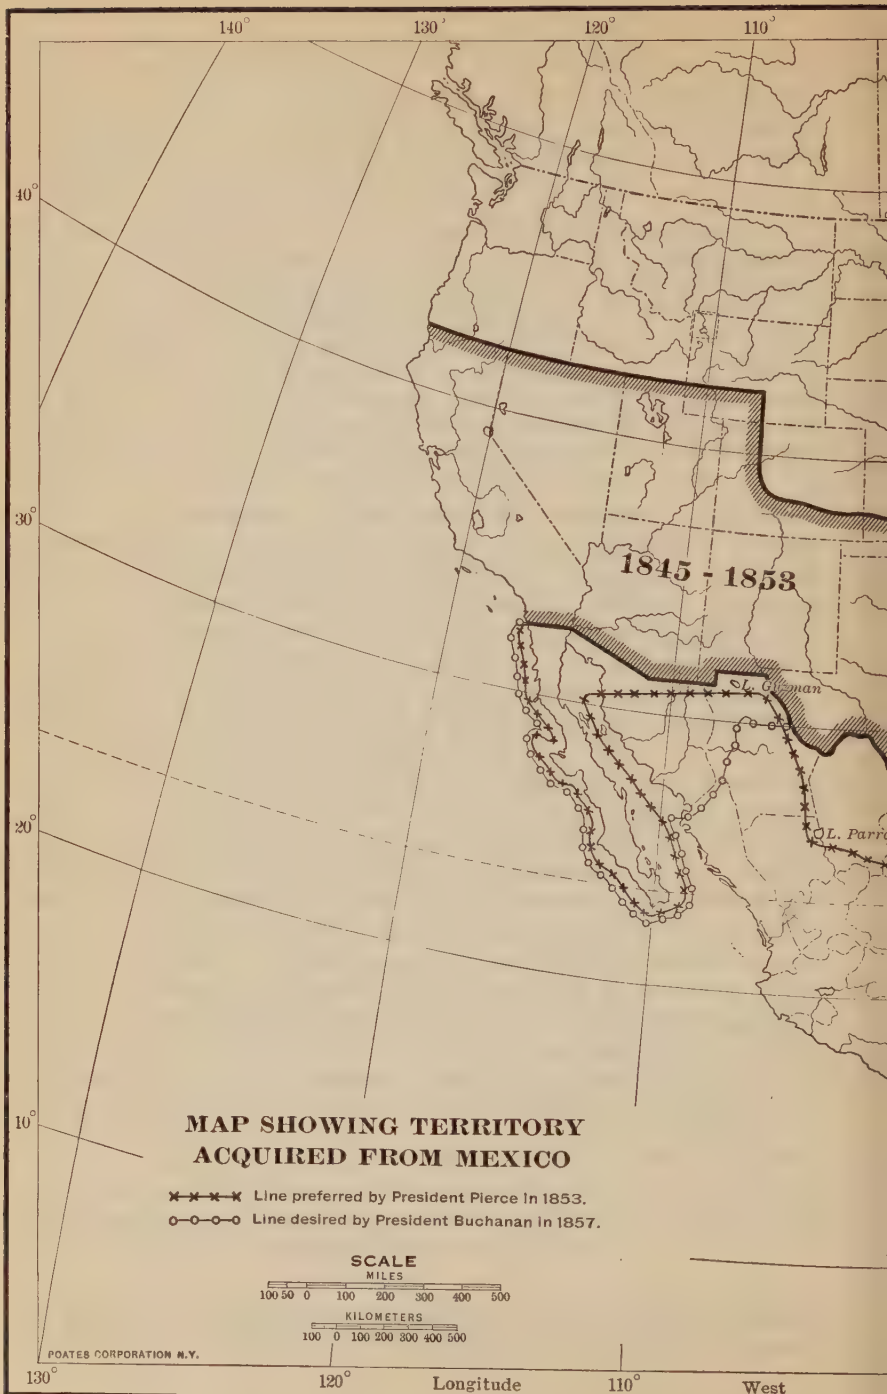 140°
130°
120°
110°
40°
30°
20°
10°
1845 - 1853
L. Guzman
L. Parra
MAP SHOWING TERRITORY
ACQUIRED FROM MEXICO
Line preferred by President Pierce in 1853.
Line desired by President Buchanan in 1857.
SCALE
MILES
100 50 0 100 200 300 400 500
KILOMETERS
100 0 100 200 300 400 500
POATES CORPORATION N.Y.
130°
120°
Longitude
110°
West